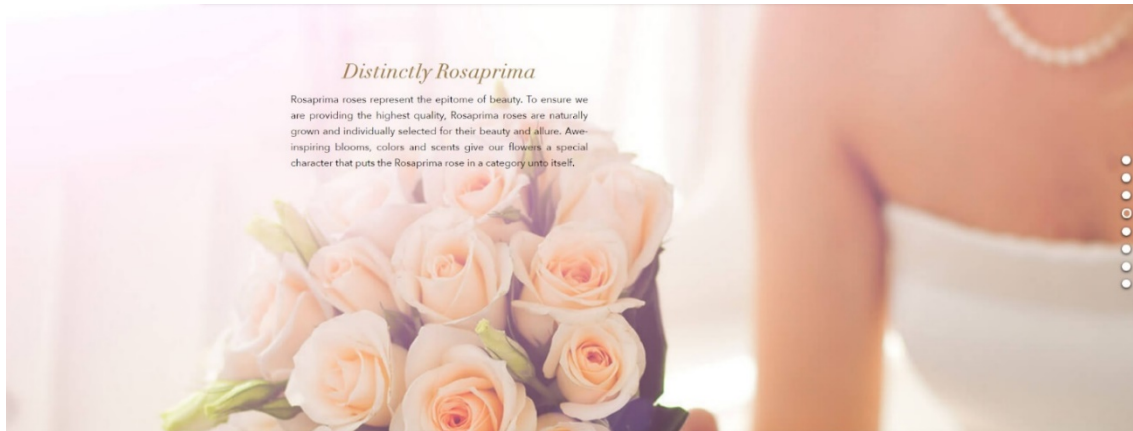 Distinctly Rosaprima
Rosaprima roses represent the epitome of beauty. To ensure we
are providing the highest quality, Rosaprima roses are naturally
grown and individually selected for their beauty and allure. Awe-
inspiring blooms, colors and scents give our flowers a special
character that puts the Rosaprima rose in a category unto itself.